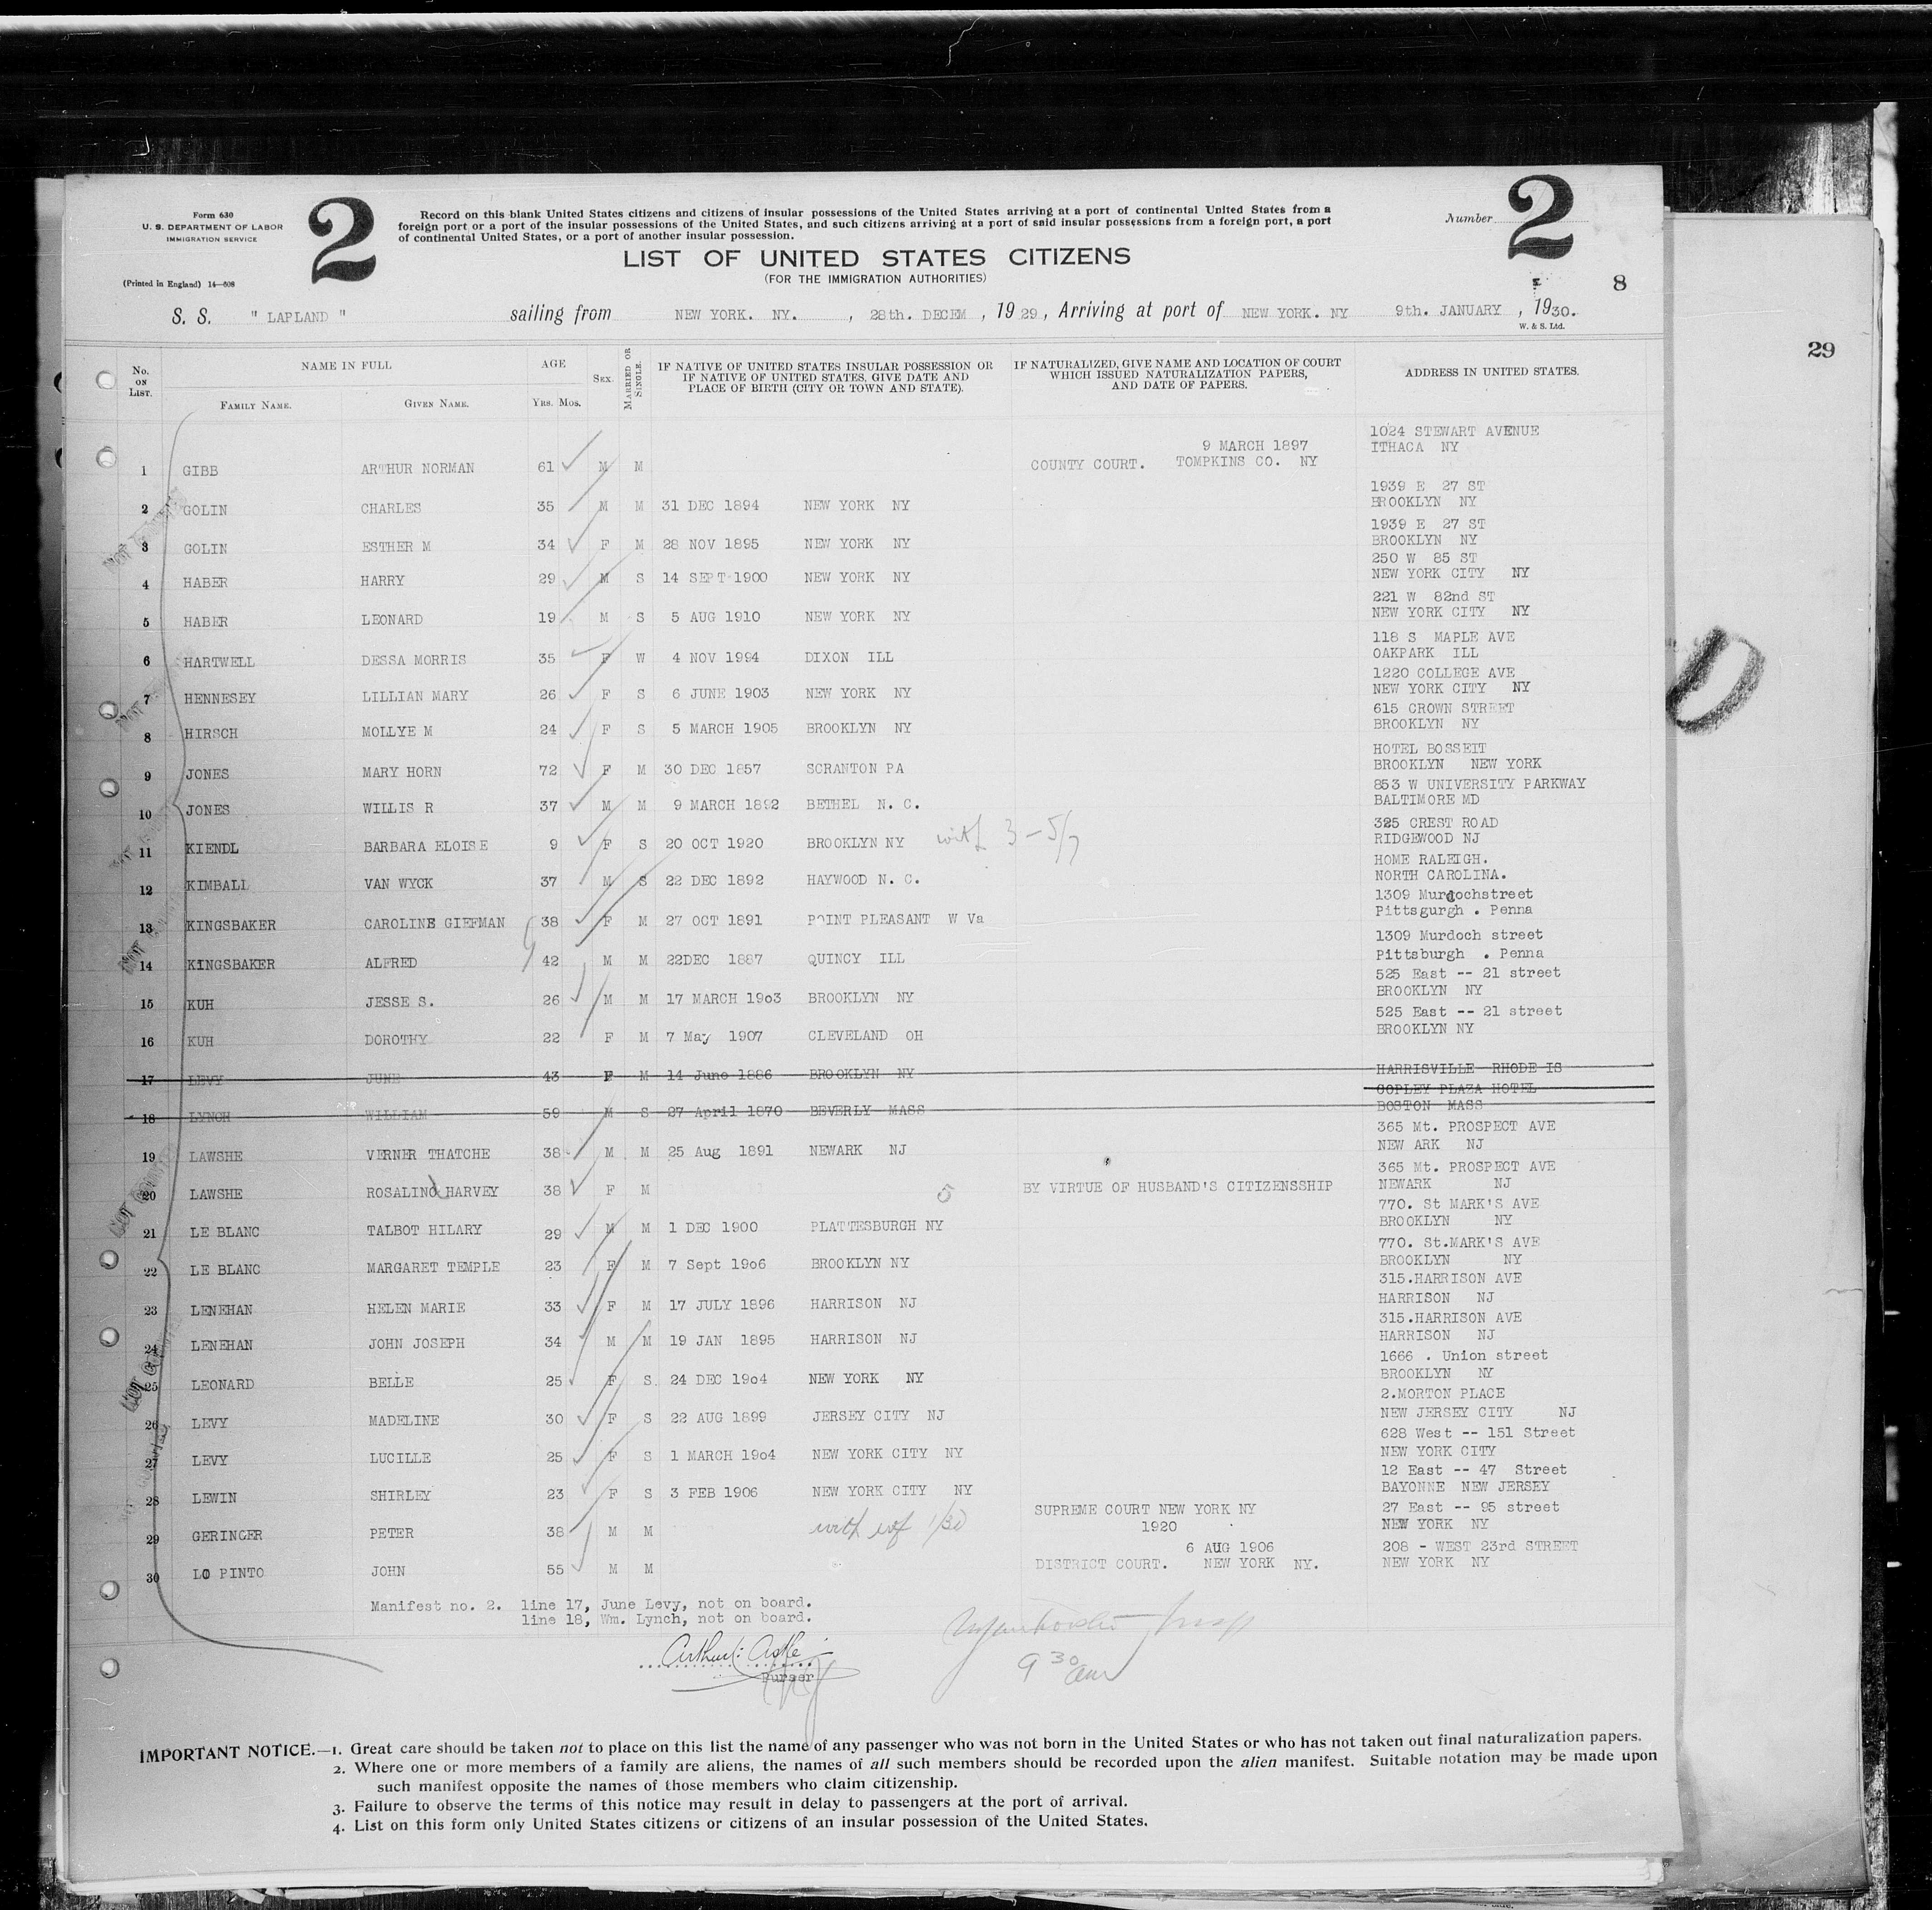 Form 630
U. S. DEPARTMENT OF LABOR
IMMIGRATION SERVICE
(Printed in England) 14—608
2
Record on this blank United States citizens and citizens of insular possessions of the United States arriving at a port of continental United States from a
foreign port or a port of the insular possessions of the United States, and such citizens arriving at a port of said insular possessions from a foreign port, a port
of continental United States, or a port of another insular possession.
LIST OF UNITED STATES CITIZENS
(FOR THE IMMIGRATION AUTHORITIES)
Number 2
8
S. S. " LAPLAND " sailing from NEW YORK. NY. , 28th. DECEM , 19 29, Arriving at port of NEW YORK. NY 9th. JANUARY , 1930.
W. & S. Ltd.
29
No. ON LIST.
NAME IN FULL
FAMILY NAME. GIVEN NAME.
AGE
YRS. MOS.
SEX.
MARRIED OR SINGLE.
IF NATIVE OF UNITED STATES INSULAR POSSESSION OR
IF NATIVE OF UNITED STATES, GIVE DATE AND
PLACE OF BIRTH (CITY OR TOWN AND STATE).
IF NATURALIZED, GIVE NAME AND LOCATION OF COURT
WHICH ISSUED NATURALIZATION PAPERS,
AND DATE OF PAPERS.
ADDRESS IN UNITED STATES.
9 MARCH 1897 1024 STEWART AVENUE
1 GIBB ARTHUR NORMAN 61 M M COUNTY COURT. TOMPKINS CO. NY ITHACA NY
1939 E 27 ST
2 GOLIN CHARLES 35 M M 31 DEC 1894 NEW YORK NY BROOKLYN NY
1939 E 27 ST
3 GOLIN ESTHER M 34 F M 28 NOV 1895 NEW YORK NY BROOKLYN NY
250 W 85 ST
4 HABER HARRY 29 M S 14 SEPT 1900 NEW YORK NY NEW YORK CITY NY
221 W 82nd ST
5 HABER LEONARD 19 M S 5 AUG 1910 NEW YORK NY NEW YORK CITY NY
118 S MAPLE AVE
6 HARTWELL DESSA MORRIS 35 F W 4 NOV 1994 DIXON ILL OAKPARK ILL
1220 COLLEGE AVE
7 HENNESEY LILLIAN MARY 26 F S 6 JUNE 1903 NEW YORK NY NEW YORK CITY NY
615 CROWN STREET
8 HIRSCH MOLLYE M 24 F S 5 MARCH 1905 BROOKLYN NY BROOKLYN NY
HOTEL BOSSEIT
9 JONES MARY HORN 72 F M 30 DEC 1857 SCRANTON PA BROOKLYN NEW YORK
853 W UNIVERSITY PARKWAY
10 JONES WILLIS R 37 M M 9 MARCH 1892 BETHEL N. C. BALTIMORE MD
325 CREST ROAD
11 KIENDL BARBARA ELOISE 9 F S 20 OCT 1920 BROOKLYN NY with 3-5/7 RIDGEWOOD NJ
HOME RALEIGH.
12 KIMBALL VAN WYCK 37 M S 22 DEC 1892 HAYWOOD N. C. NORTH CAROLINA.
1309 Murdochstreet
13 KINGSBAKER CAROLINE GIEFMAN 38 F M 27 OCT 1891 POINT PLEASANT W Va Pittsgurgh . Penna
1309 Murdoch street
14 KINGSBAKER ALFRED 42 M M 22DEC 1887 QUINCY ILL Pittsburgh . Penna
525 East -- 21 street
15 KUH JESSE S. 26 M M 17 MARCH 19o3 BROOKLYN NY BROOKLYN NY
525 East -- 21 street
16 KUH DOROTHY 22 F M 7 May 1907 CLEVELAND OH BROOKLYN NY
17 LEVY JUNE 43 F M 14 June 1886 BROOKLYN NY HARRISVILLE RHODE IS
COPLEY PLAZA HOTEL
18 LYNCH WILLIAM 59 M S 27 April 1870 BEVERLY MASS BOSTON MASS
365 Mt. PROSPECT AVE
19 LAWSHE VERNER THATCHE 38 M M 25 Aug 1891 NEWARK NJ NEW ARK NJ
365 Mt. PROSPECT AVE
20 LAWSHE ROSALIND HARVEY 38 F M 5 BY VIRTUE OF HUSBAND'S CITIZENSSHIP NEWARK NJ
770. St MARK'S AVE
21 LE BLANC TALBOT HILARY 29 M M 1 DEC 1900 PLATTESBURGH NY BROOKLYN NY
770. St.MARK'S AVE
22 LE BLANC MARGARET TEMPLE 23 F M 7 Sept 19o6 BROOKLYN NY BROOKLYN NY
315.HARRISON AVE
23 LENEHAN HELEN MARIE 33 F M 17 JULY 1896 HARRISON NJ HARRISON NJ
315.HARRISON AVE
24 LENEHAN JOHN JOSEPH 34 M M 19 JAN 1895 HARRISON NJ HARRISON NJ
1666 . Union street
25 LEONARD BELLE 25 F S. 24 DEC 19o4 NEW YORK NY BROOKLYN NY
2.MORTON PLACE
26 LEVY MADELINE 30 F S 22 AUG 1899 JERSEY CITY NJ NEW JERSEY CITY NJ
628 West -- 151 Street
27 LEVY LUCILLE 25 F S 1 MARCH 19o4 NEW YORK CITY NY NEW YORK CITY
12 East -- 47 Street
28 LEWIN SHIRLEY 23 F S 3 FEB 1906 NEW YORK CITY NY BAYONNE NEW JERSEY
SUPREME COURT NEW YORK NY 27 East -- 95 street
29 GERINGER PETER 38 M M with wf 1/30 1920 NEW YORK NY
6 AUG 1906 208 - WEST 23rd STREET
30 LO PINTO JOHN 55 M M DISTRICT COURT. NEW YORK NY. NEW YORK NY
Manifest no. 2. line 17, June Levy, not on board.
line 18, Wm. Lynch, not on board.
Purser
9 30 am
IMPORTANT NOTICE.—1. Great care should be taken not to place on this list the name of any passenger who was not born in the United States or who has not taken out final naturalization papers.
2. Where one or more members of a family are aliens, the names of all such members should be recorded upon the alien manifest. Suitable notation may be made upon
such manifest opposite the names of those members who claim citizenship.
3. Failure to observe the terms of this notice may result in delay to passengers at the port of arrival.
4. List on this form only United States citizens or citizens of an insular possession of the United States.